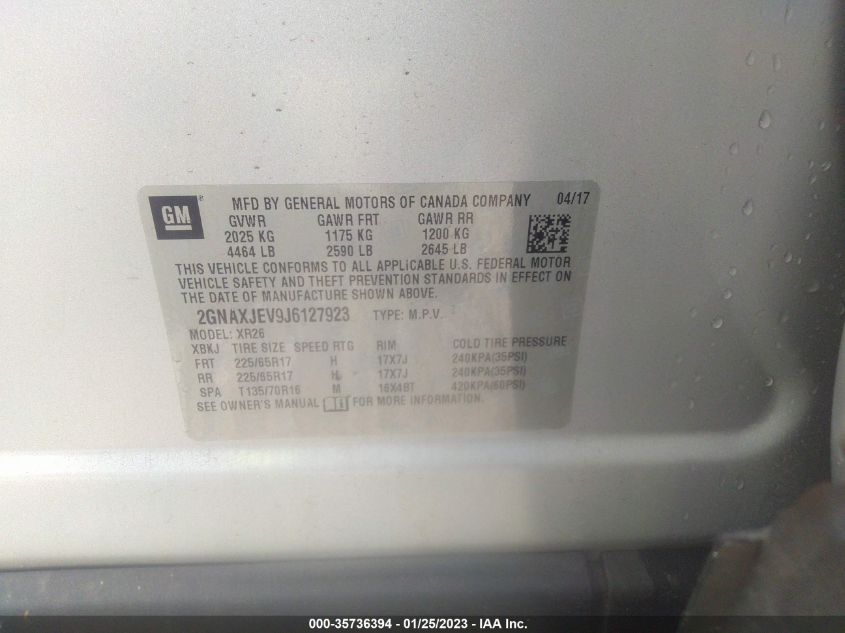 GM ® MFD BY GENERAL MOTORS OF CANADA COMPANY 04/17
GVWR GAWR FRT GAWR RR
2025 KG 1175 KG 1200 KG
4464 LB 2590 LB 2645 LB
THIS VEHICLE CONFORMS TO ALL APPLICABLE U.S. FEDERAL MOTOR
VEHICLE SAFETY AND THEFT PREVENTION STANDARDS IN EFFECT ON
THE DATE OF MANUFACTURE SHOWN ABOVE.
2GNAXJEV9J6127923 TYPE: M.P.V.
MODEL: XR26
XBKJ TIRE SIZE SPEED RTG RIM COLD TIRE PRESSURE
FRT 225/65R17 H 17X7J 240KPA(35PSI)
RR 225/65R17 H 17X7J 240KPA(35PSI)
SPA T135/70R16 M 16X4BT 420KPA(60PSI)
SEE OWNER'S MANUAL FOR MORE INFORMATION.
000-35736394 - 01/25/2023 - IAA Inc.